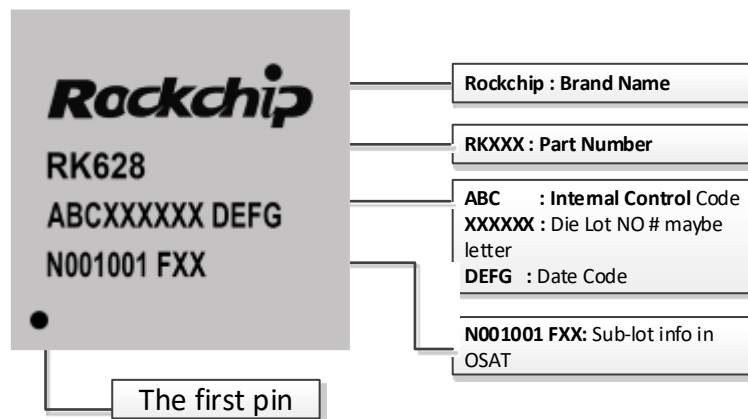 Rockchip
RK628
ABCXXXXXX DEFG
N001001 FXX
The first pin
Rockchip : Brand Name
RKXXX : Part Number
ABC : Internal Control Code
XXXXXX : Die Lot NO # maybe
letter
DEFG : Date Code
N001001 FXX: Sub-lot info in
OSAT